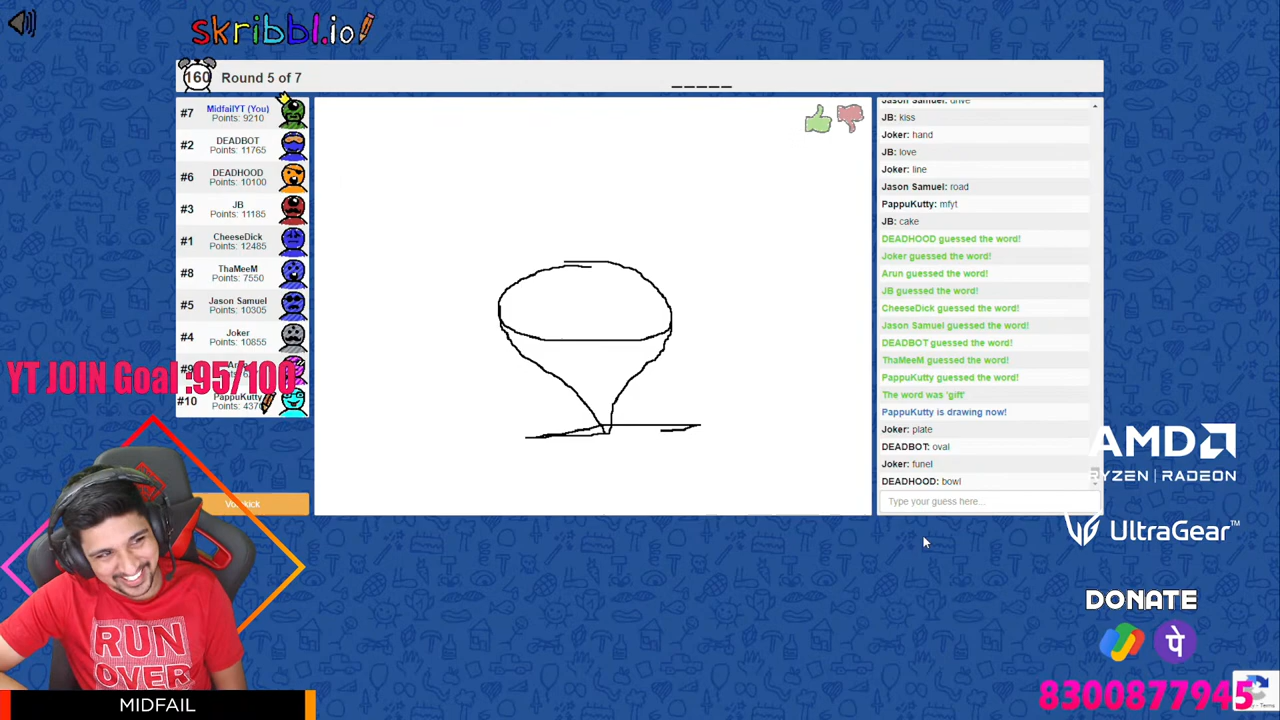 skribbl.io
160 Round 5 of 7
_____
#7 MidfailYT (You)
Points: 9210
#2 DEADBOT
Points: 11765
#6 DEADHOOD
Points: 10100
#3 JB
Points: 11185
#1 CheeseDick
Points: 12485
#8 ThaMeeM
Points: 7550
#5 Jason Samuel
Points: 10305
#4 Joker
Points: 10855
YT JOIN Goal :95/100
#10 PappuKutty
Jason Samuel: drive
JB: kiss
Joker: hand
JB: love
Joker: line
Jason Samuel: road
PappuKutty: mfyt
JB: cake
DEADHOOD guessed the word!
Joker guessed the word!
Arun guessed the word!
JB guessed the word!
CheeseDick guessed the word!
Jason Samuel guessed the word!
DEADBOT guessed the word!
ThaMeeM guessed the word!
PappuKutty guessed the word!
The word was 'gift'
PappuKutty is drawing now!
Joker: plate
DEADBOT: oval
Joker: funel
DEADHOOD: bowl
Type your guess here...
AMD
RYZEN | RADEON
UltraGear™
DONATE
पे
8300877945
RUN
OVER
MIDFAIL